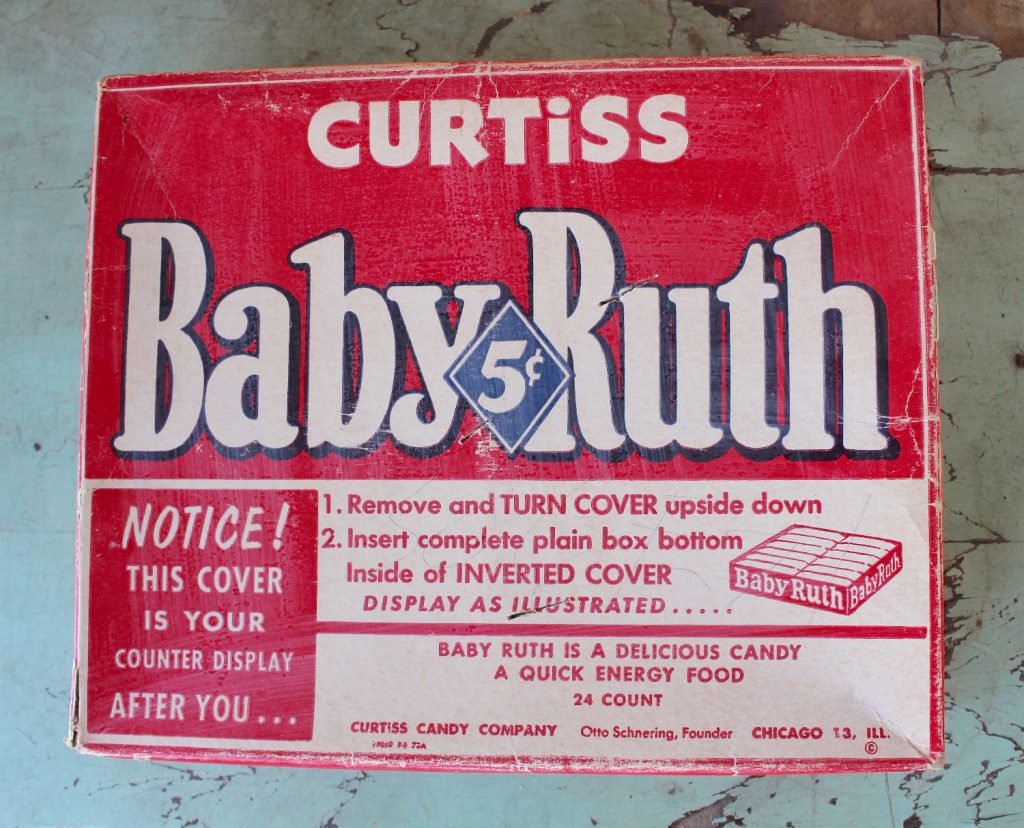 CURTiSS
Baby Ruth
5¢
NOTICE!
THIS COVER
IS YOUR
COUNTER DISPLAY
AFTER YOU...
1. Remove and TURN COVER upside down
2. Insert complete plain box bottom
Inside of INVERTED COVER
DISPLAY AS ILLUSTRATED.....
Baby Ruth
Baby Ruth
BABY RUTH IS A DELICIOUS CANDY
A QUICK ENERGY FOOD
24 COUNT
CURTISS CANDY COMPANY Otto Schnering, Founder CHICAGO 13, ILL.
©